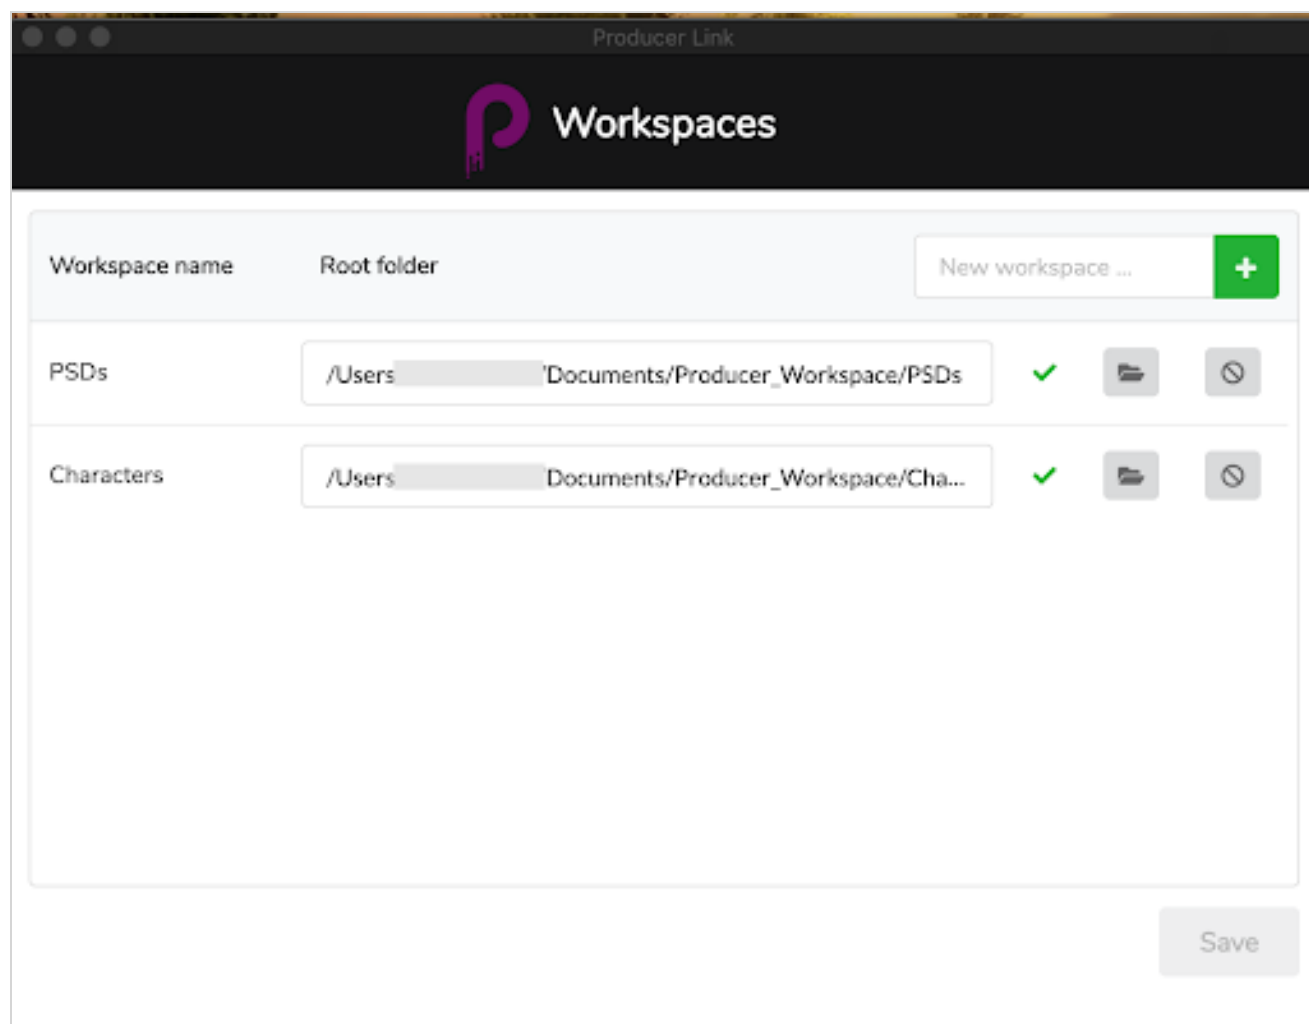 Producer Link
Workspaces
Workspace name Root folder New workspace ...
PSDs /Users 'Documents/Producer_Workspace/PSDs
Characters /Users Documents/Producer_Workspace/Cha...
Save